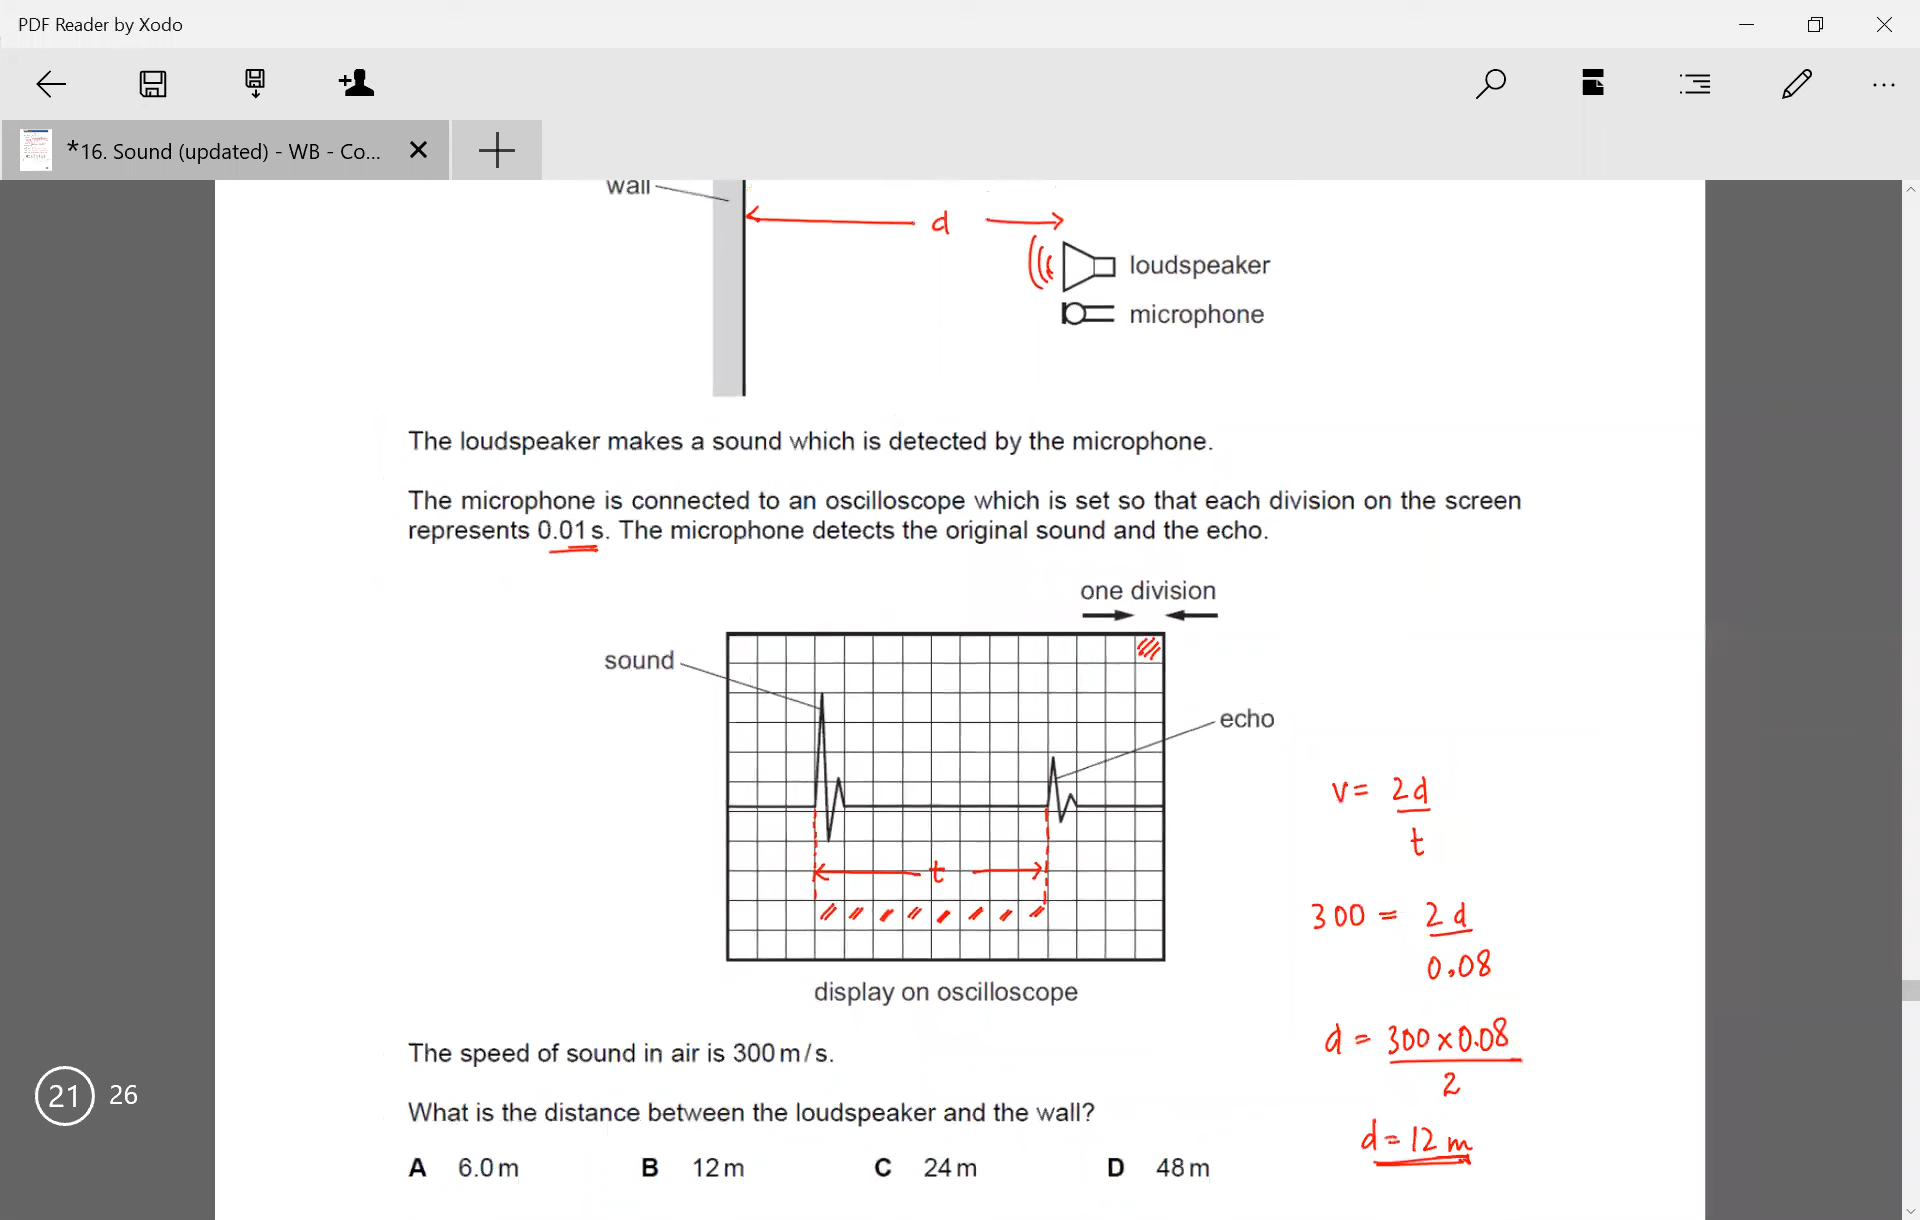 PDF Reader by Xodo
*16. Sound (updated) - WB - Co...
wall
d
loudspeaker
microphone
The loudspeaker makes a sound which is detected by the microphone.
The microphone is connected to an oscilloscope which is set so that each division on the screen
represents 0.01 s. The microphone detects the original sound and the echo.
one division
sound
echo
t
display on oscilloscope
v = 2d
t
300 = 2d
0.08
d = 300 x 0.08
2
d = 12 m
The speed of sound in air is 300 m/s.
What is the distance between the loudspeaker and the wall?
A 6.0 m B 12 m C 24 m D 48 m
21 26